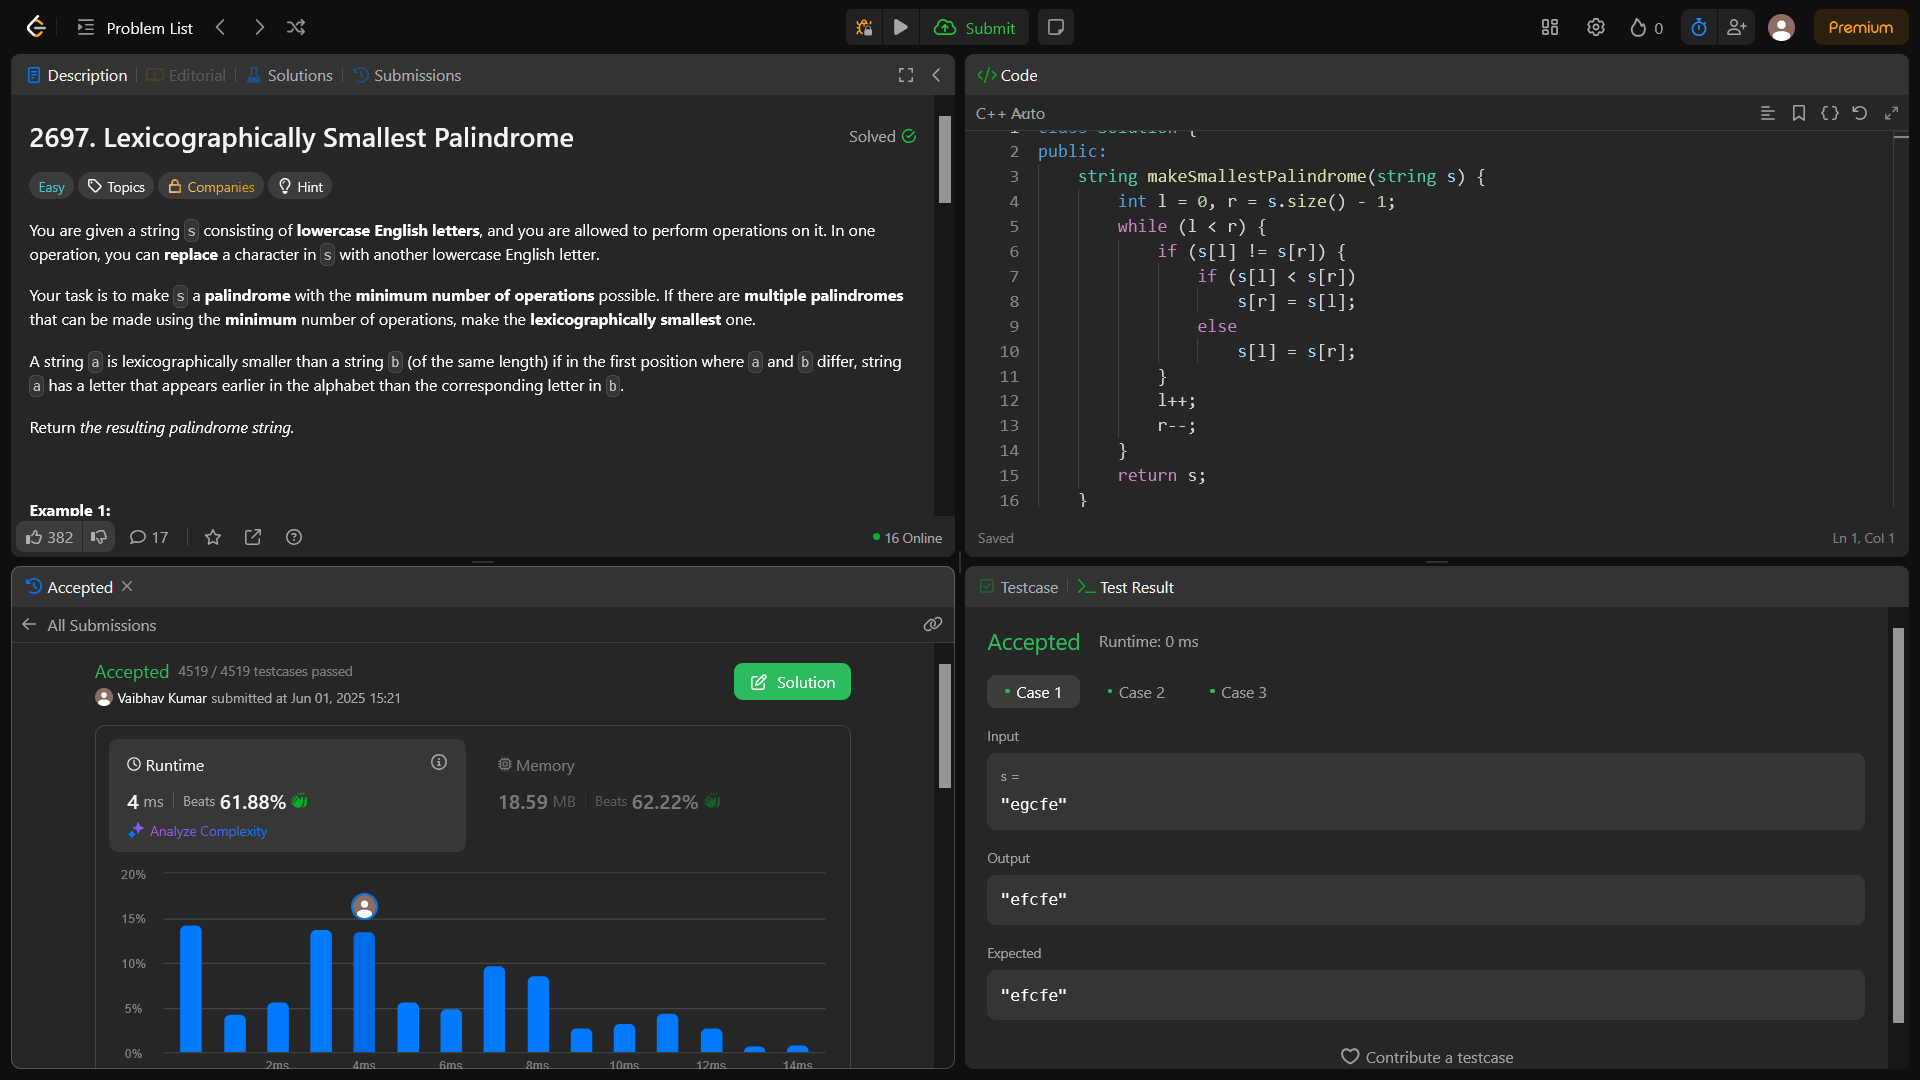 Problem List
Submit
0
Premium
Description
Editorial
Solutions
Submissions
2697. Lexicographically Smallest Palindrome
Solved
Easy
Topics
Companies
Hint
You are given a string s consisting of lowercase English letters, and you are allowed to perform operations on it. In one
operation, you can replace a character in s with another lowercase English letter.
Your task is to make s a palindrome with the minimum number of operations possible. If there are multiple palindromes
that can be made using the minimum number of operations, make the lexicographically smallest one.
A string a is lexicographically smaller than a string b (of the same length) if in the first position where a and b differ, string
a has a letter that appears earlier in the alphabet than the corresponding letter in b.
Return the resulting palindrome string.
Example 1:
382
17
16 Online
</> Code
C++ Auto
1 class Solution {
2 public:
3 string makeSmallestPalindrome(string s) {
4 int l = 0, r = s.size() - 1;
5 while (l < r) {
6 if (s[l] != s[r]) {
7 if (s[l] < s[r])
8 s[r] = s[l];
9 else
10 s[l] = s[r];
11 }
12 l++;
13 r--;
14 }
15 return s;
16 }
Saved
Ln 1, Col 1
Accepted
All Submissions
Accepted 4519 / 4519 testcases passed
Vaibhav Kumar submitted at Jun 01, 2025 15:21
Solution
Runtime
4 ms Beats 61.88%
Analyze Complexity
Memory
18.59 MB Beats 62.22%
20%
15%
10%
5%
0%
2ms 4ms 6ms 8ms 10ms 12ms 14ms
Testcase
Test Result
Accepted Runtime: 0 ms
Case 1
Case 2
Case 3
Input
s =
"egcfe"
Output
"efcfe"
Expected
"efcfe"
Contribute a testcase